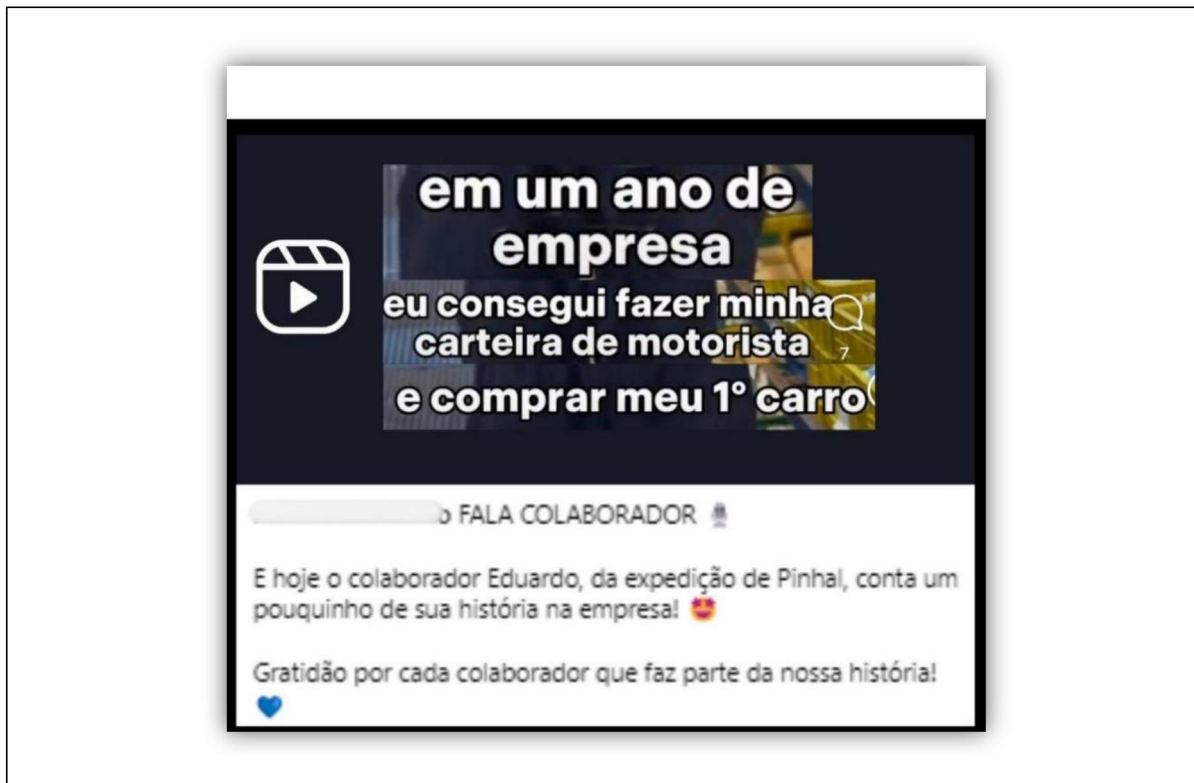 em um ano de
empresa
eu consegui fazer minha
carteira de motorista
7
e comprar meu 1º carro
o FALA COLABORADOR 🎙️
E hoje o colaborador Eduardo, da expedição de Pinhal, conta um
pouquinho de sua história na empresa! 🤩
Gratidão por cada colaborador que faz parte da nossa história!
💙